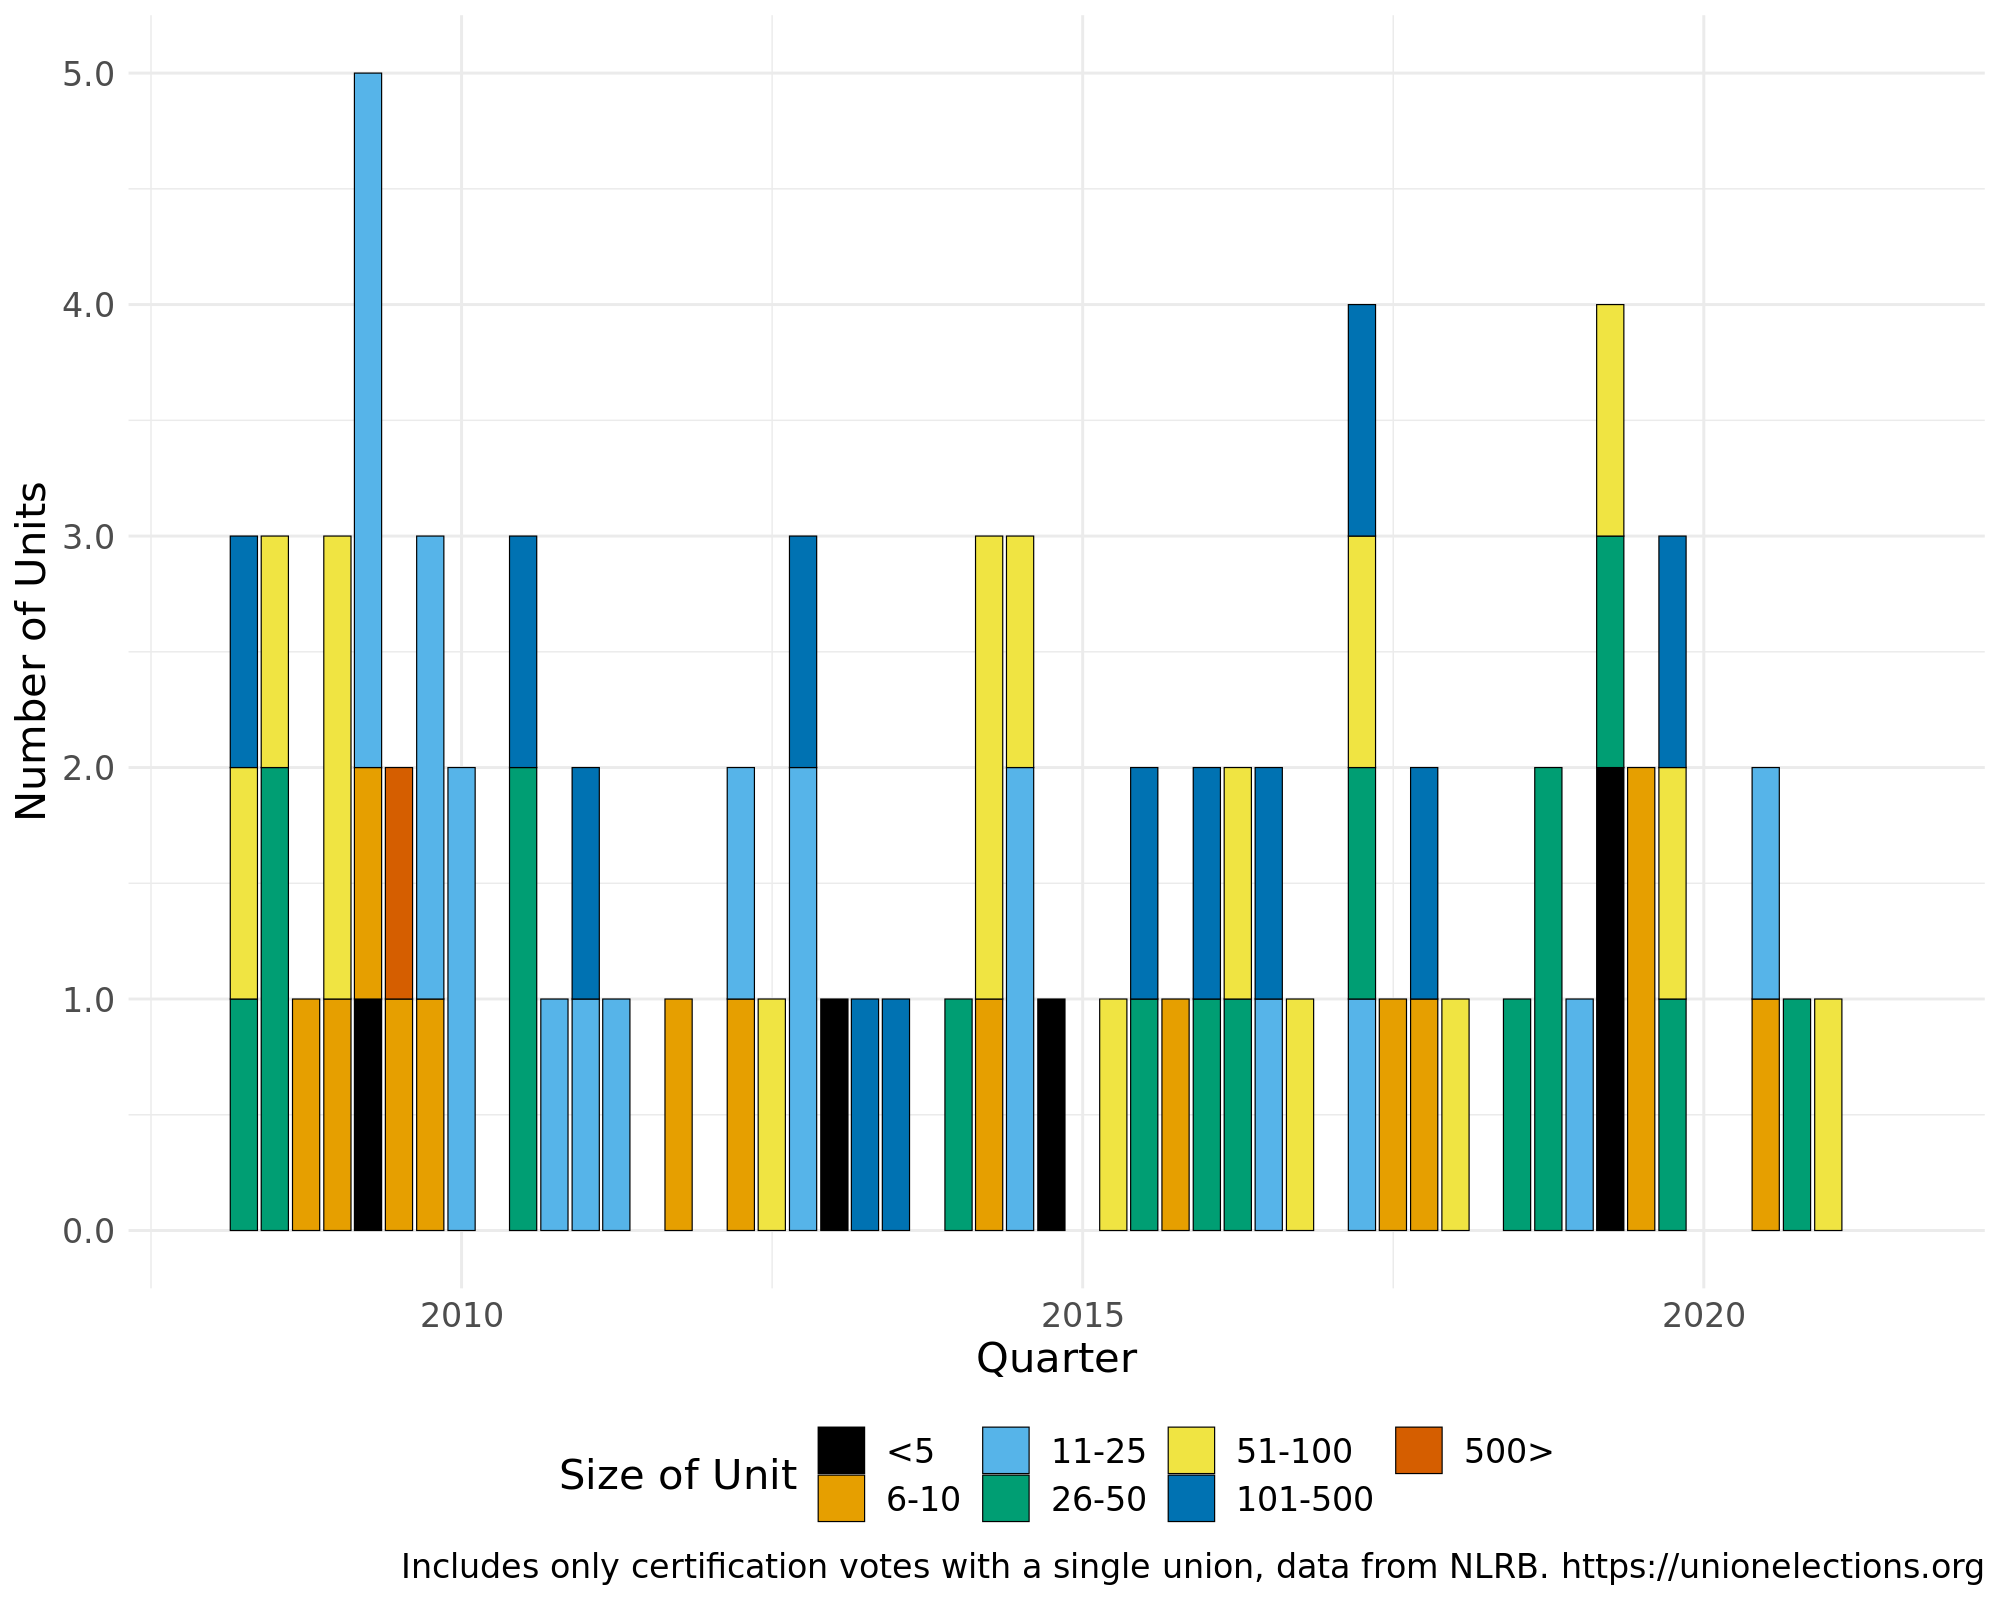 5.0
4.0
3.0
2.0
1.0
0.0
Number of Units
2010 2015 2020
Quarter
Size of Unit
<5 11-25 51-100 500>
6-10 26-50 101-500
Includes only certification votes with a single union, data from NLRB. https://unionelections.org